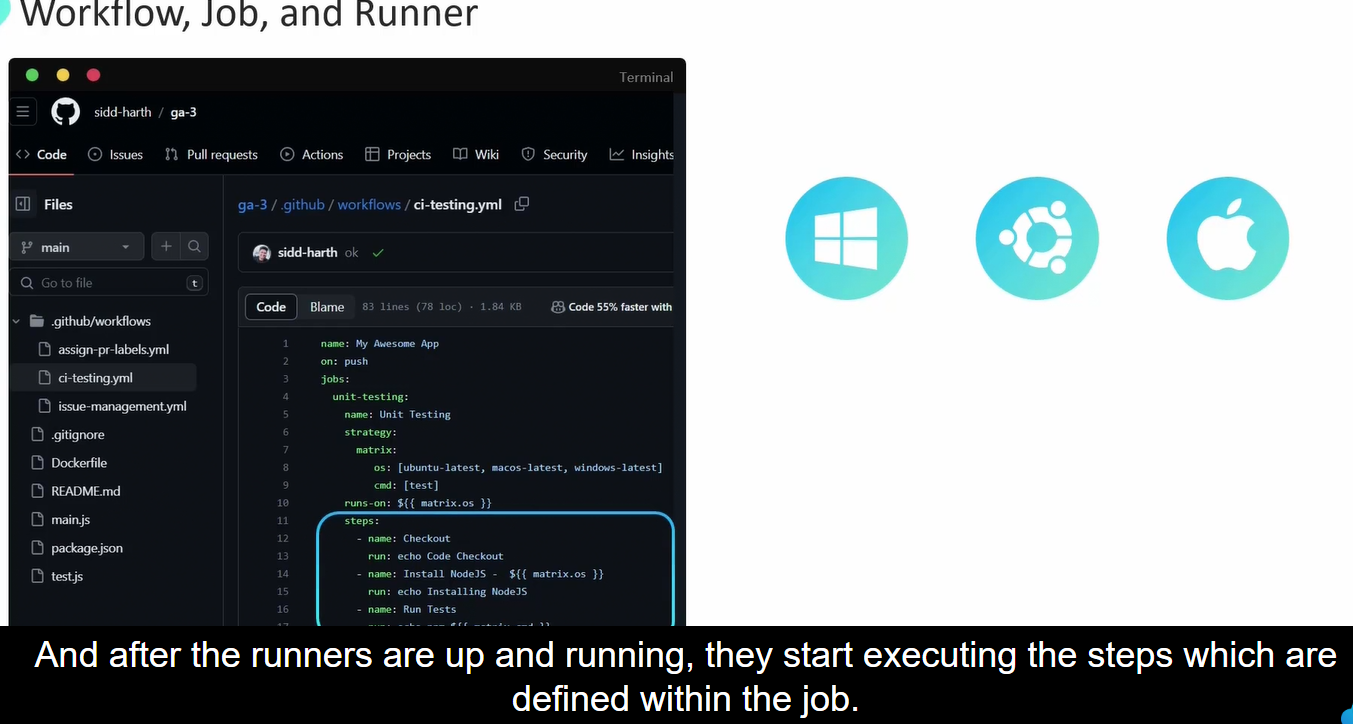 Workflow, Job, and Runner
Terminal
sidd-harth / ga-3
Code Issues Pull requests Actions Projects Wiki Security Insights
Files
main
Go to file t
.github/workflows
assign-pr-labels.yml
ci-testing.yml
issue-management.yml
.gitignore
Dockerfile
README.md
main.js
package.json
test.js
ga-3 / .github / workflows / ci-testing.yml
sidd-harth ok
Code Blame 83 lines (78 loc) · 1.84 KB Code 55% faster with
1 name: My Awesome App
2 on: push
3 jobs:
4 unit-testing:
5 name: Unit Testing
6 strategy:
7 matrix:
8 os: [ubuntu-latest, macos-latest, windows-latest]
9 cmd: [test]
10 runs-on: ${{ matrix.os }}
11 steps:
12 - name: Checkout
13 run: echo Code Checkout
14 - name: Install NodeJS - ${{ matrix.os }}
15 run: echo Installing NodeJS
16 - name: Run Tests
17 run: echo npm ${{ matrix.cmd }}
And after the runners are up and running, they start executing the steps which are
defined within the job.